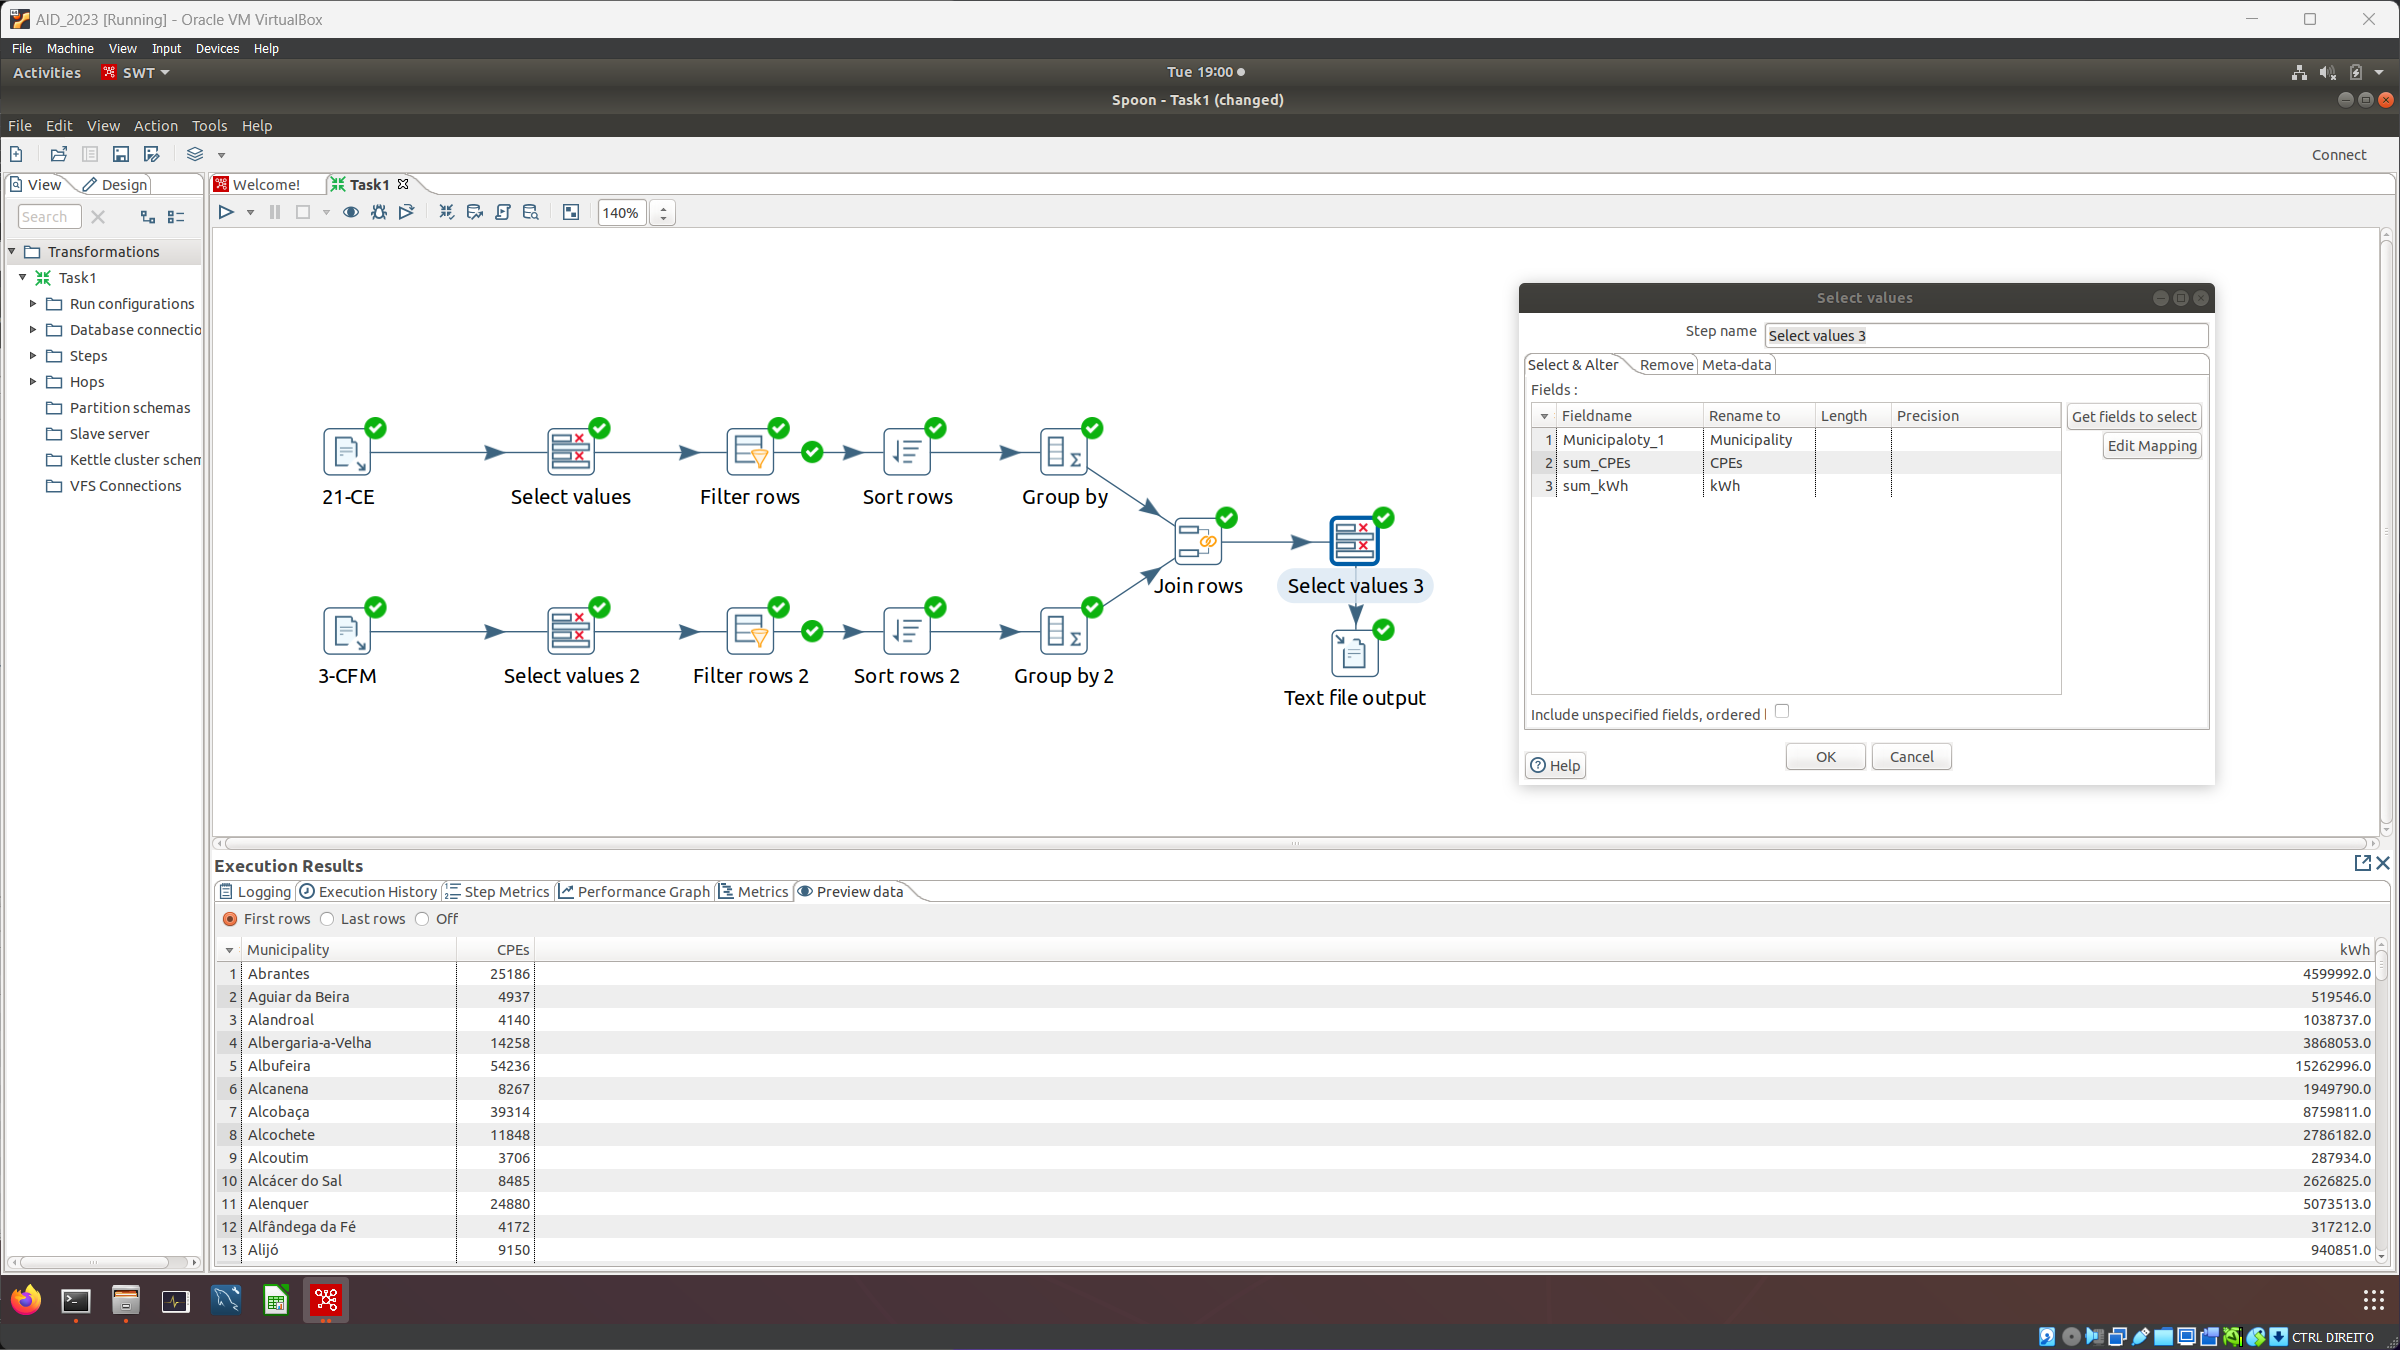 AID_2023 [Running] - Oracle VM VirtualBox
File Machine View Input Devices Help
Activities SWT Tue 19:00
Spoon - Task1 (changed)
File Edit View Action Tools Help
Connect
View Design
Welcome! Task1
Search
140%
Transformations
Task1
Run configurations
Database connectio
Steps
Hops
Partition schemas
Slave server
Kettle cluster schem
VFS Connections
21-CE
Select values
Filter rows
Sort rows
Group by
Join rows
Select values 3
3-CFM
Select values 2
Filter rows 2
Sort rows 2
Group by 2
Text file output
Select values
Step name Select values 3
Select & Alter Remove Meta-data
Fields :
Fieldname Rename to Length Precision
1 Municipaloty_1 Municipality
2 sum_CPEs CPEs
3 sum_kWh kWh
Get fields to select
Edit Mapping
Include unspecified fields, ordered
Help
OK Cancel
Execution Results
Logging Execution History Step Metrics Performance Graph Metrics Preview data
First rows Last rows Off
Municipality CPEs kWh
1 Abrantes 25186 4599992.0
2 Aguiar da Beira 4937 519546.0
3 Alandroal 4140 1038737.0
4 Albergaria-a-Velha 14258 3868053.0
5 Albufeira 54236 15262996.0
6 Alcanena 8267 1949790.0
7 Alcobaça 39314 8759811.0
8 Alcochete 11848 2786182.0
9 Alcoutim 3706 287934.0
10 Alcácer do Sal 8485 2626825.0
11 Alenquer 24880 5073513.0
12 Alfândega da Fé 4172 317212.0
13 Alijó 9150 940851.0
CTRL DIREITO